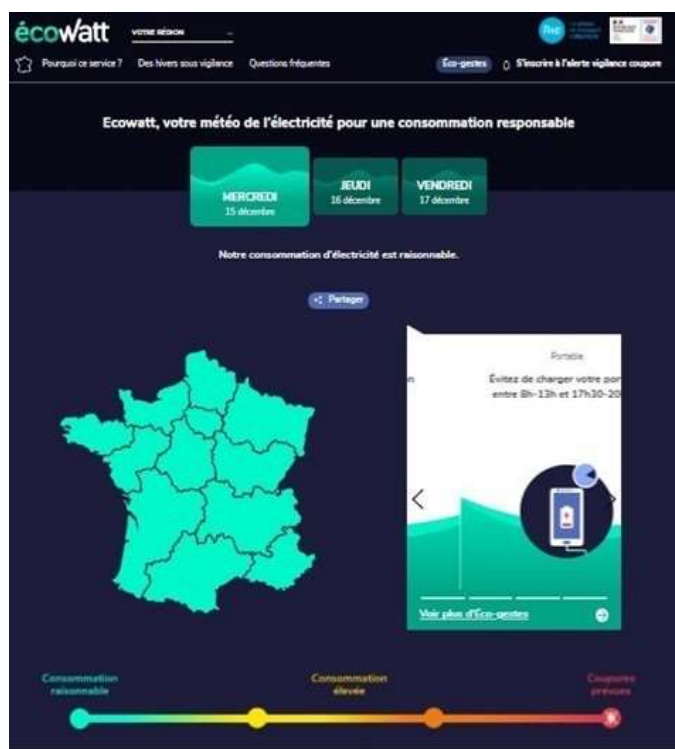 écowatt
VOTRE RÉGION
Rte
Pourquoi ce service ? Des hivers sous vigilance Questions fréquentes Éco-gestes S'inscrire à l'alerte vigilance coupure
Ecowatt, votre météo de l'électricité pour une consommation responsable
MERCREDI
15 décembre
JEUDI
16 décembre
VENDREDI
17 décembre
Notre consommation d'électricité est raisonnable.
Partager
Portable
n Évitez de charger votre por
entre 8h-13h et 17h30-20
Voir plus d'Éco-gestes
Consommation
raisonnable
Consommation
élevée
Coupures
prévues